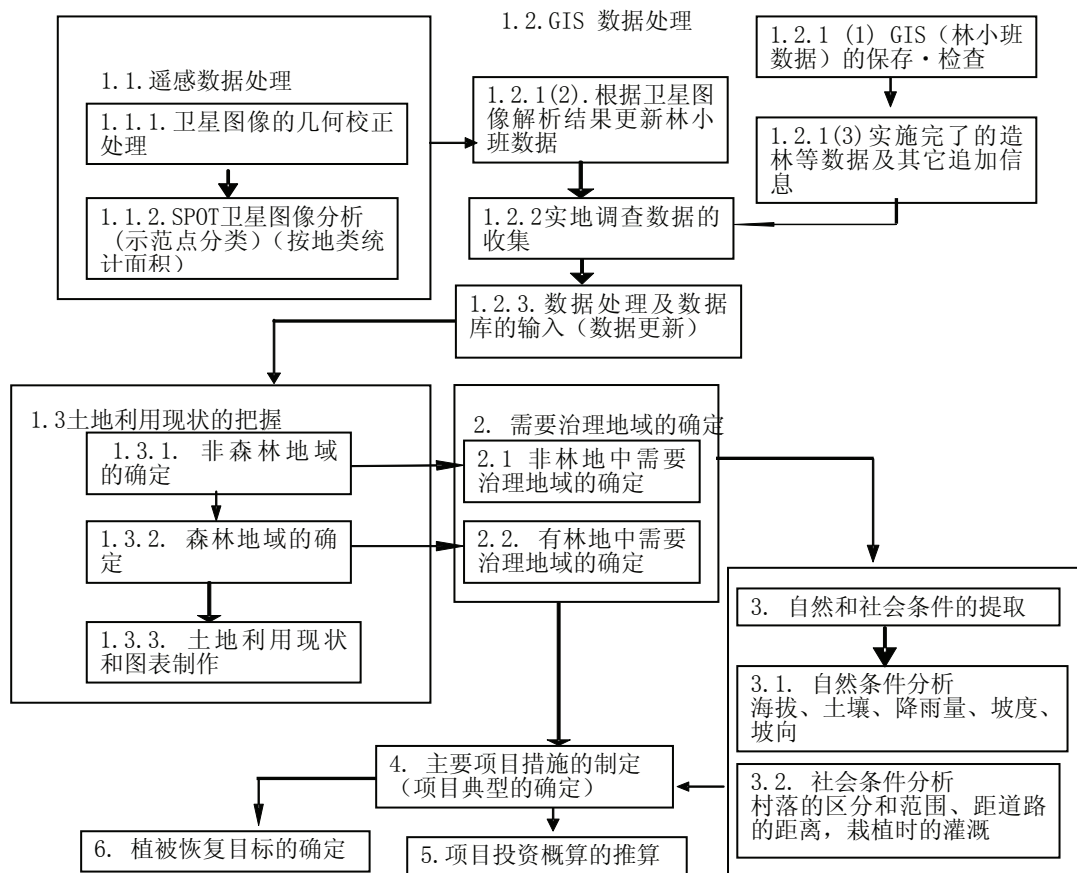 1.1.遥感数据处理
1.1.1.卫星图像的几何校正
处理
1.1.2.SPOT卫星图像分析
(示范点分类)(按地类统
计面积)
1.2.GIS 数据处理
1.2.1(2).根据卫星图
像解析结果更新林小
班数据
1.2.1 (1) GIS（林小班
数据）的保存·检查
1.2.1(3)实施完了的造
林等数据及其它追加信
息
1.2.2实地调查数据的
收集
1.2.3.数据处理及数据
库的输入（数据更新）
1.3土地利用现状的把握
1.3.1. 非森林地域
的确定
1.3.2. 森林地域的确
定
1.3.3. 土地利用现状
和图表制作
2. 需要治理地域的确定
2.1 非林地中需要
治理地域的确定
2.2. 有林地中需要
治理地域的确定
3. 自然和社会条件的提取
3.1. 自然条件分析
海拔、土壤、降雨量、坡度、
坡向
3.2. 社会条件分析
村落的区分和范围、距道路
的距离，栽植时的灌溉
4. 主要项目措施的制定
（项目典型的确定）
6. 植被恢复目标的确定
5.项目投资概算的推算